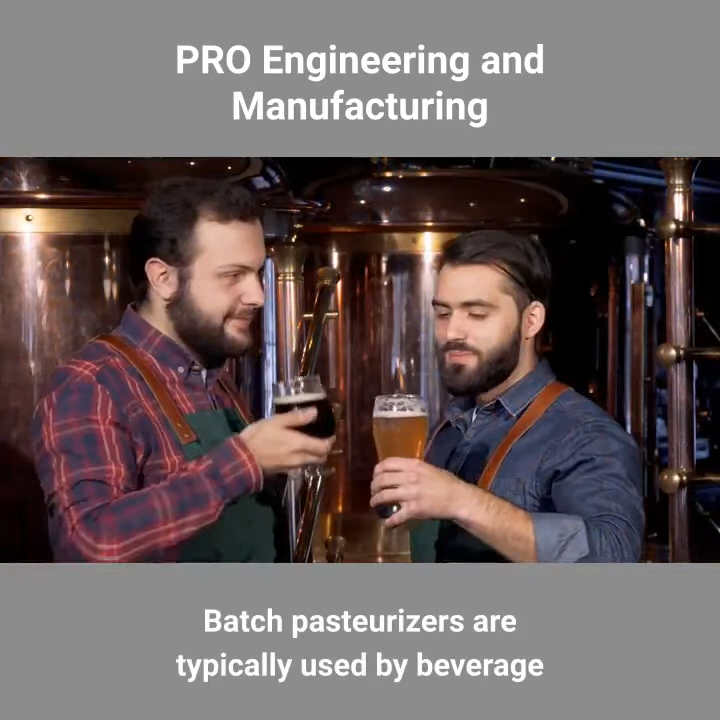 PRO Engineering and
Manufacturing
Batch pasteurizers are
typically used by beverage